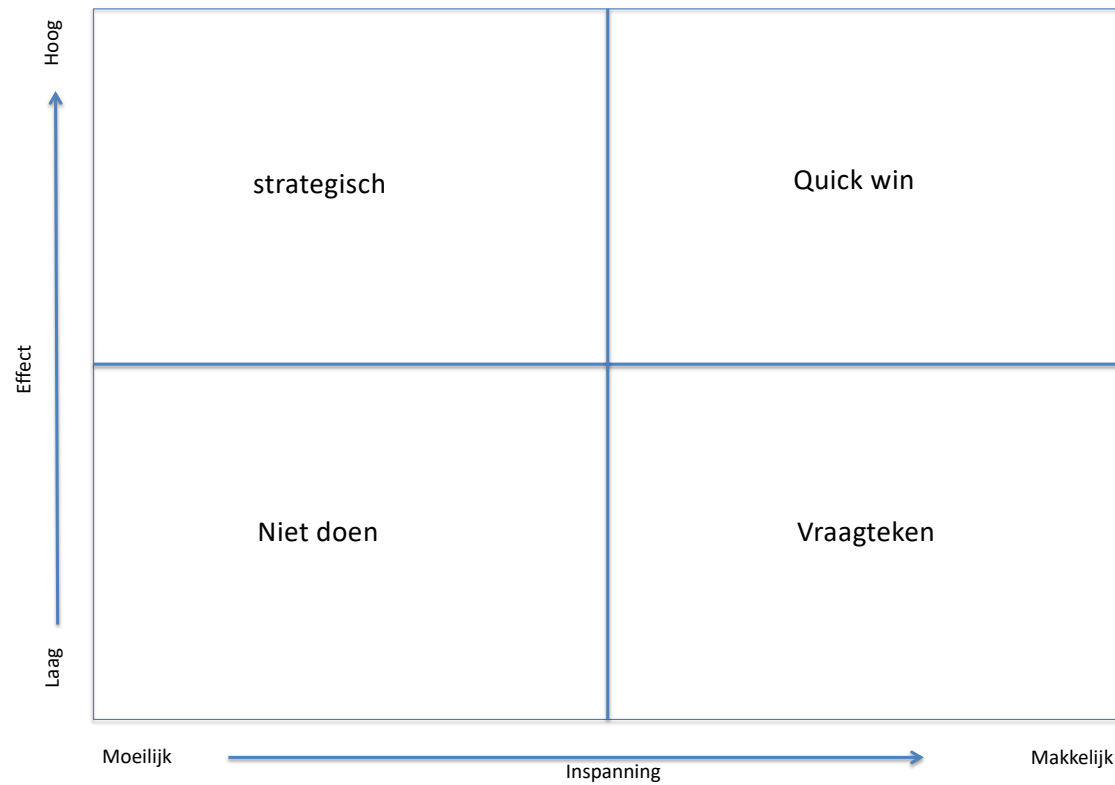 Hoog
strategisch
Quick win
Effect
Niet doen
Vraagteken
Laag
Moeilijk
Inspanning
Makkelijk